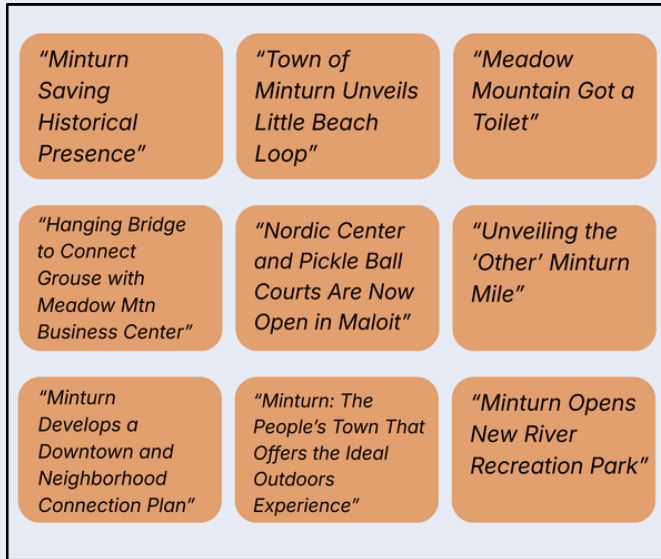 “Minturn
Saving
Historical
Presence”
“Town of
Minturn Unveils
Little Beach
Loop”
“Meadow
Mountain Got a
Toilet”
“Hanging Bridge
to Connect
Grouse with
Meadow Mtn
Business Center”
“Nordic Center
and Pickle Ball
Courts Are Now
Open in Maloit”
“Unveiling the
‘Other’ Minturn
Mile”
“Minturn
Develops a
Downtown and
Neighborhood
Connection Plan”
“Minturn: The
People’s Town That
Offers the Ideal
Outdoors
Experience”
“Minturn Opens
New River
Recreation Park”